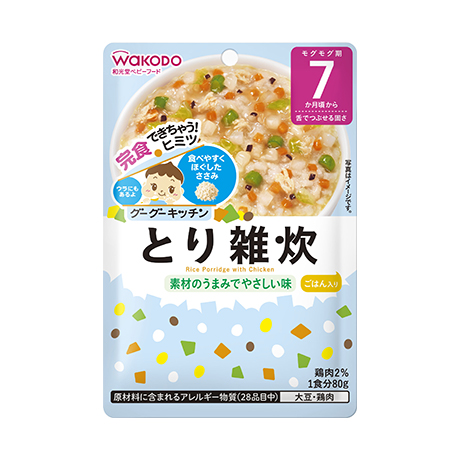 WAKODO
和光堂ベビーフード
モグモグ期
7
か月頃から
舌でつぶせる固さ
完食できちゃう!
ヒミツ
食べやすく
ほぐした
ささみ
ウラにも
あるよ
グーグーキッチン
写真はイメージです。
とり雑炊
Rice Porridge with Chicken
素材のうまみでやさしい味
ごはん入り
鶏肉2%
1食分80g
原材料に含まれるアレルギー物質(28品目中)
大豆・鶏肉